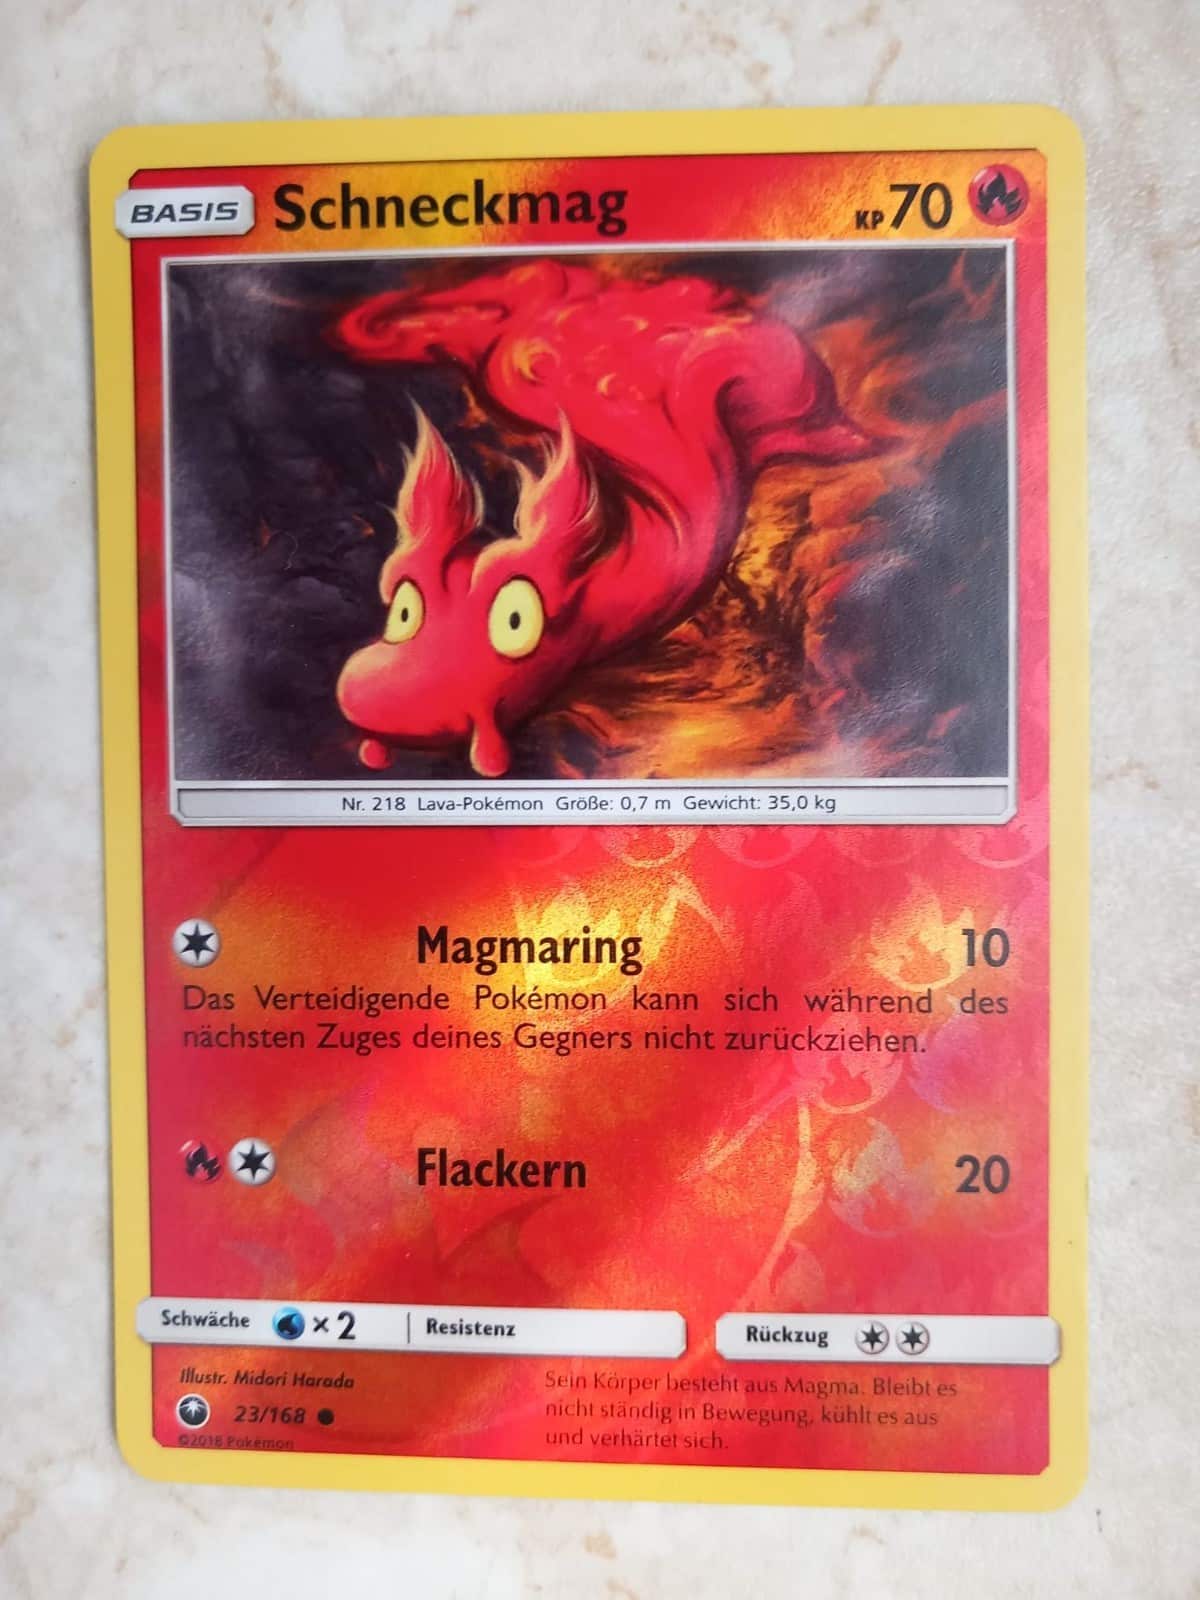 BASIS Schneckmag KP 70
Nr. 218 Lava-Pokémon Größe: 0,7 m Gewicht: 35,0 kg
Magmaring 10
Das Verteidigende Pokémon kann sich während des
nächsten Zuges deines Gegners nicht zurückziehen.
Flackern 20
Schwäche ×2 Resistenz Rückzug
Illustr. Midori Harada
23/168
©2018 Pokémon
Sein Körper besteht aus Magma. Bleibt es
nicht ständig in Bewegung, kühlt es aus
und verhärtet sich.